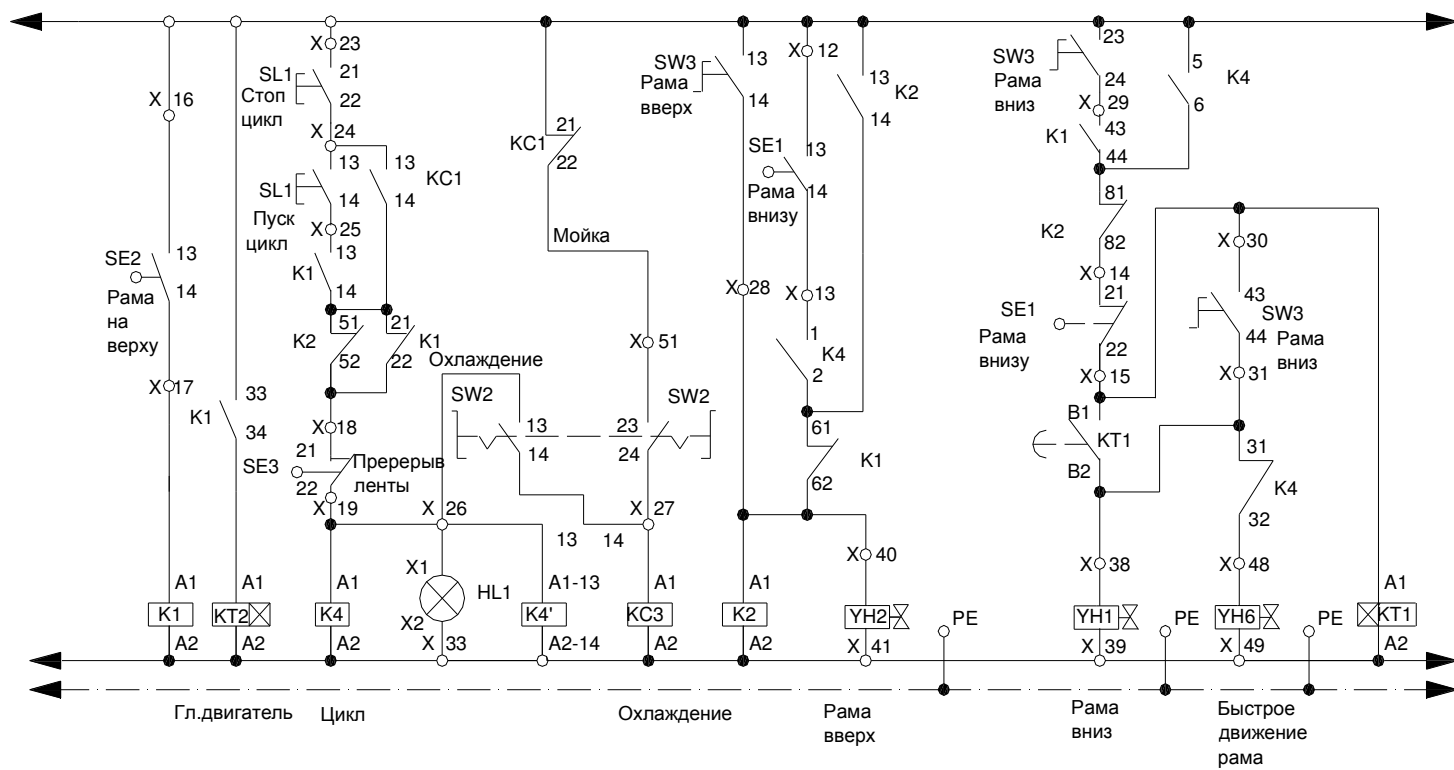 X 16
SE2
13
14
Рама
на
верху
X 17
A1
K1
A2
33
K1
34
A1
KT2
A2
X 23
21
SL1
22
Стоп
цикл
X 24
13
SL1
14
Пуск
цикл
X 25
13
K1
14
13
KC1
14
51
K2
52
21
K1
22
X 18
21
SE3
22
Пререрыв
ленты
X 19
A1
K4
A2
Охлаждение
SW2
13
14
X 26
X1
HL1
X2
X 33
13
14
A1-13
K4'
A2-14
21
KC1
22
Мойка
X 51
SW2
23
24
X 27
A1
KC3
A2
SW3
13
Рама
вверх
14
X 28
A1
K2
A2
X 12
SE1
13
14
Рама
внизу
X 13
1
K4
2
61
K1
62
13
K2
14
X 40
YH2
X 41
PE
23
SW3
Рама
вниз
24
X 29
K1
43
44
5
K4
6
81
K2
82
X 14
21
SE1
Рама
внизу
22
X 15
B1
KT1
B2
X 38
YH1
X 39
PE
X 30
43
SW3
44
Рама
вниз
X 31
31
K4
32
X 48
YH6
X 49
PE
A1
KT1
A2
Гл.двигатель
Цикл
Охлаждение
Рама
вверх
Рама
вниз
Быстрое
движение
рама